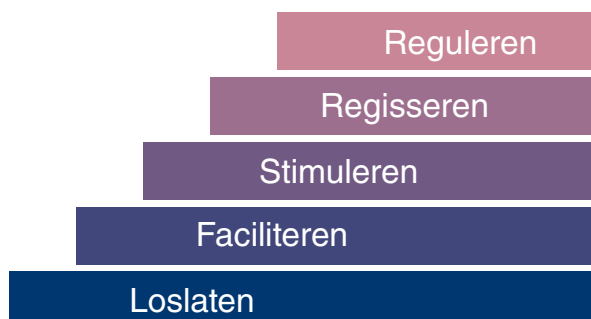 Reguleren
Regisseren
Stimuleren
Faciliteren
Loslaten